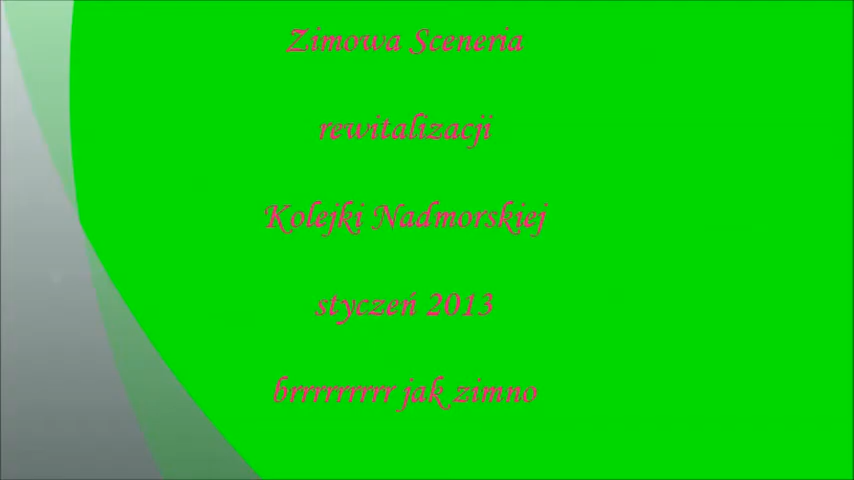 Zimowa Sceneria
rewitalizacji
Kolejki Nadmorskiej
styczeń 2013
brrrrrrrrr jak zimno